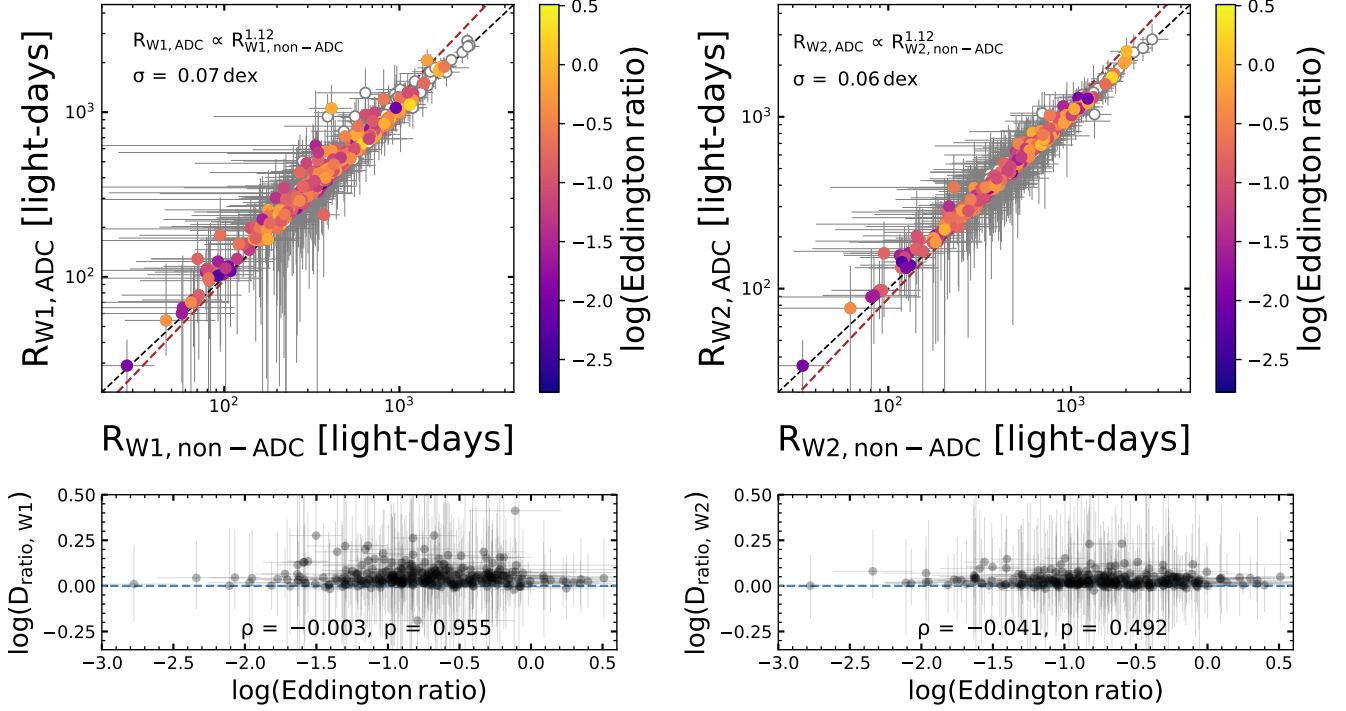 R_W1, ADC ∝ R^1.12_W1, non−ADC
σ = 0.07 dex
R_W1, ADC [light-days]
10^3
10^2
10^2 10^3
R_W1, non−ADC [light-days]
0.5
0.0
−0.5
−1.0
−1.5
−2.0
−2.5
log(Eddington ratio)
R_W2, ADC ∝ R^1.12_W2, non−ADC
σ = 0.06 dex
R_W2, ADC [light-days]
10^3
10^2
10^2 10^3
R_W2, non−ADC [light-days]
0.5
0.0
−0.5
−1.0
−1.5
−2.0
−2.5
log(Eddington ratio)
log(D_ratio, W1)
0.50
0.25
0.00
−0.25
ρ = −0.003, p = 0.955
−3.0 −2.5 −2.0 −1.5 −1.0 −0.5 0.0 0.5
log(Eddington ratio)
log(D_ratio, W2)
0.50
0.25
0.00
−0.25
ρ = −0.041, p = 0.492
−3.0 −2.5 −2.0 −1.5 −1.0 −0.5 0.0 0.5
log(Eddington ratio)